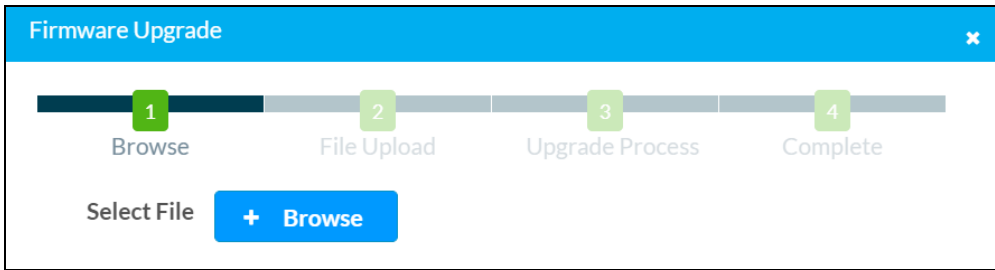 Firmware Upgrade
1 2 3 4
Browse File Upload Upgrade Process Complete
Select File + Browse